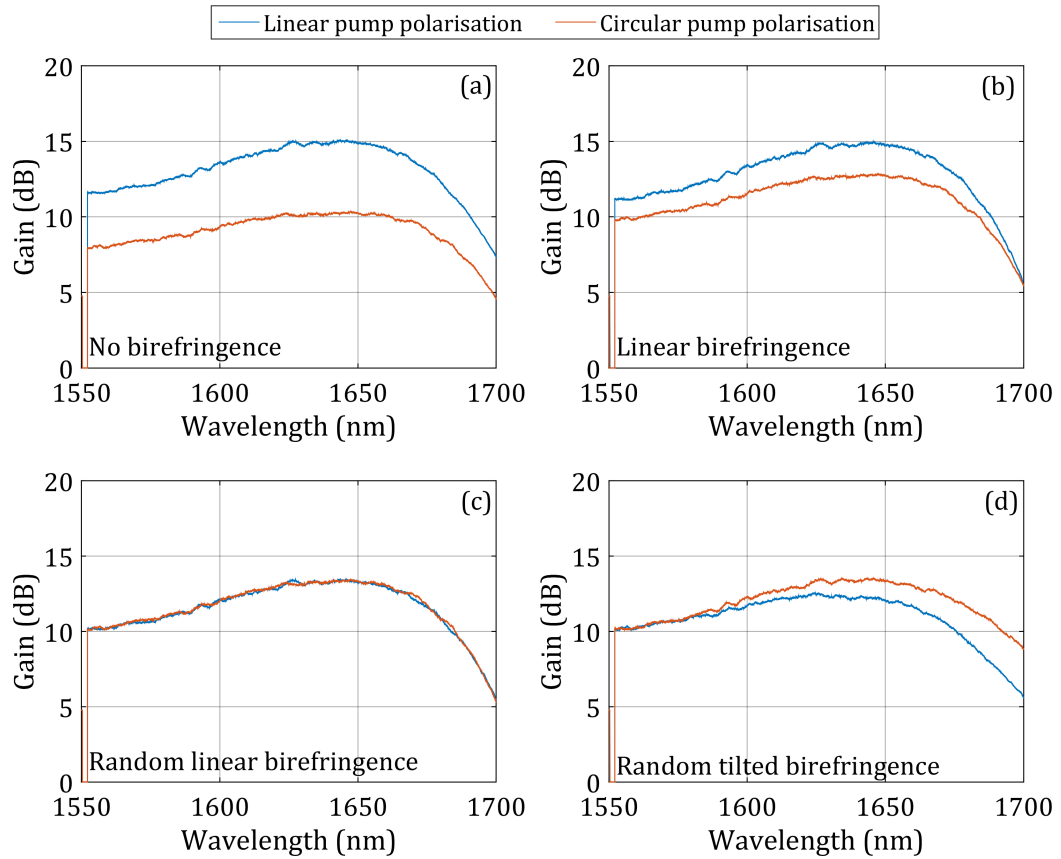 Linear pump polarisation Circular pump polarisation
20
15
10
5
0
Gain (dB)
(a)
No birefringence
1550 1600 1650 1700
Wavelength (nm)
20
15
10
5
0
Gain (dB)
(b)
Linear birefringence
1550 1600 1650 1700
Wavelength (nm)
20
15
10
5
0
Gain (dB)
(c)
Random linear birefringence
1550 1600 1650 1700
Wavelength (nm)
20
15
10
5
0
Gain (dB)
(d)
Random tilted birefringence
1550 1600 1650 1700
Wavelength (nm)